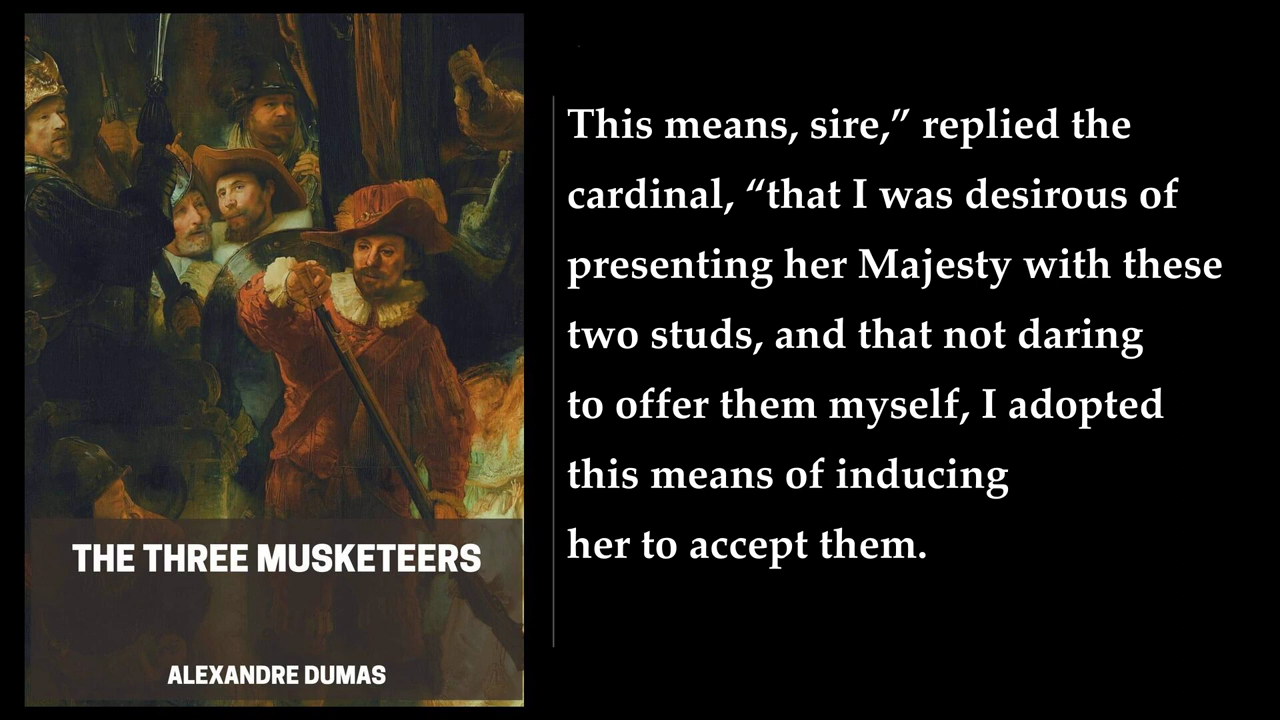 THE THREE MUSKETEERS
ALEXANDRE DUMAS
This means, sire,” replied the
cardinal, “that I was desirous of
presenting her Majesty with these
two studs, and that not daring
to offer them myself, I adopted
this means of inducing
her to accept them.